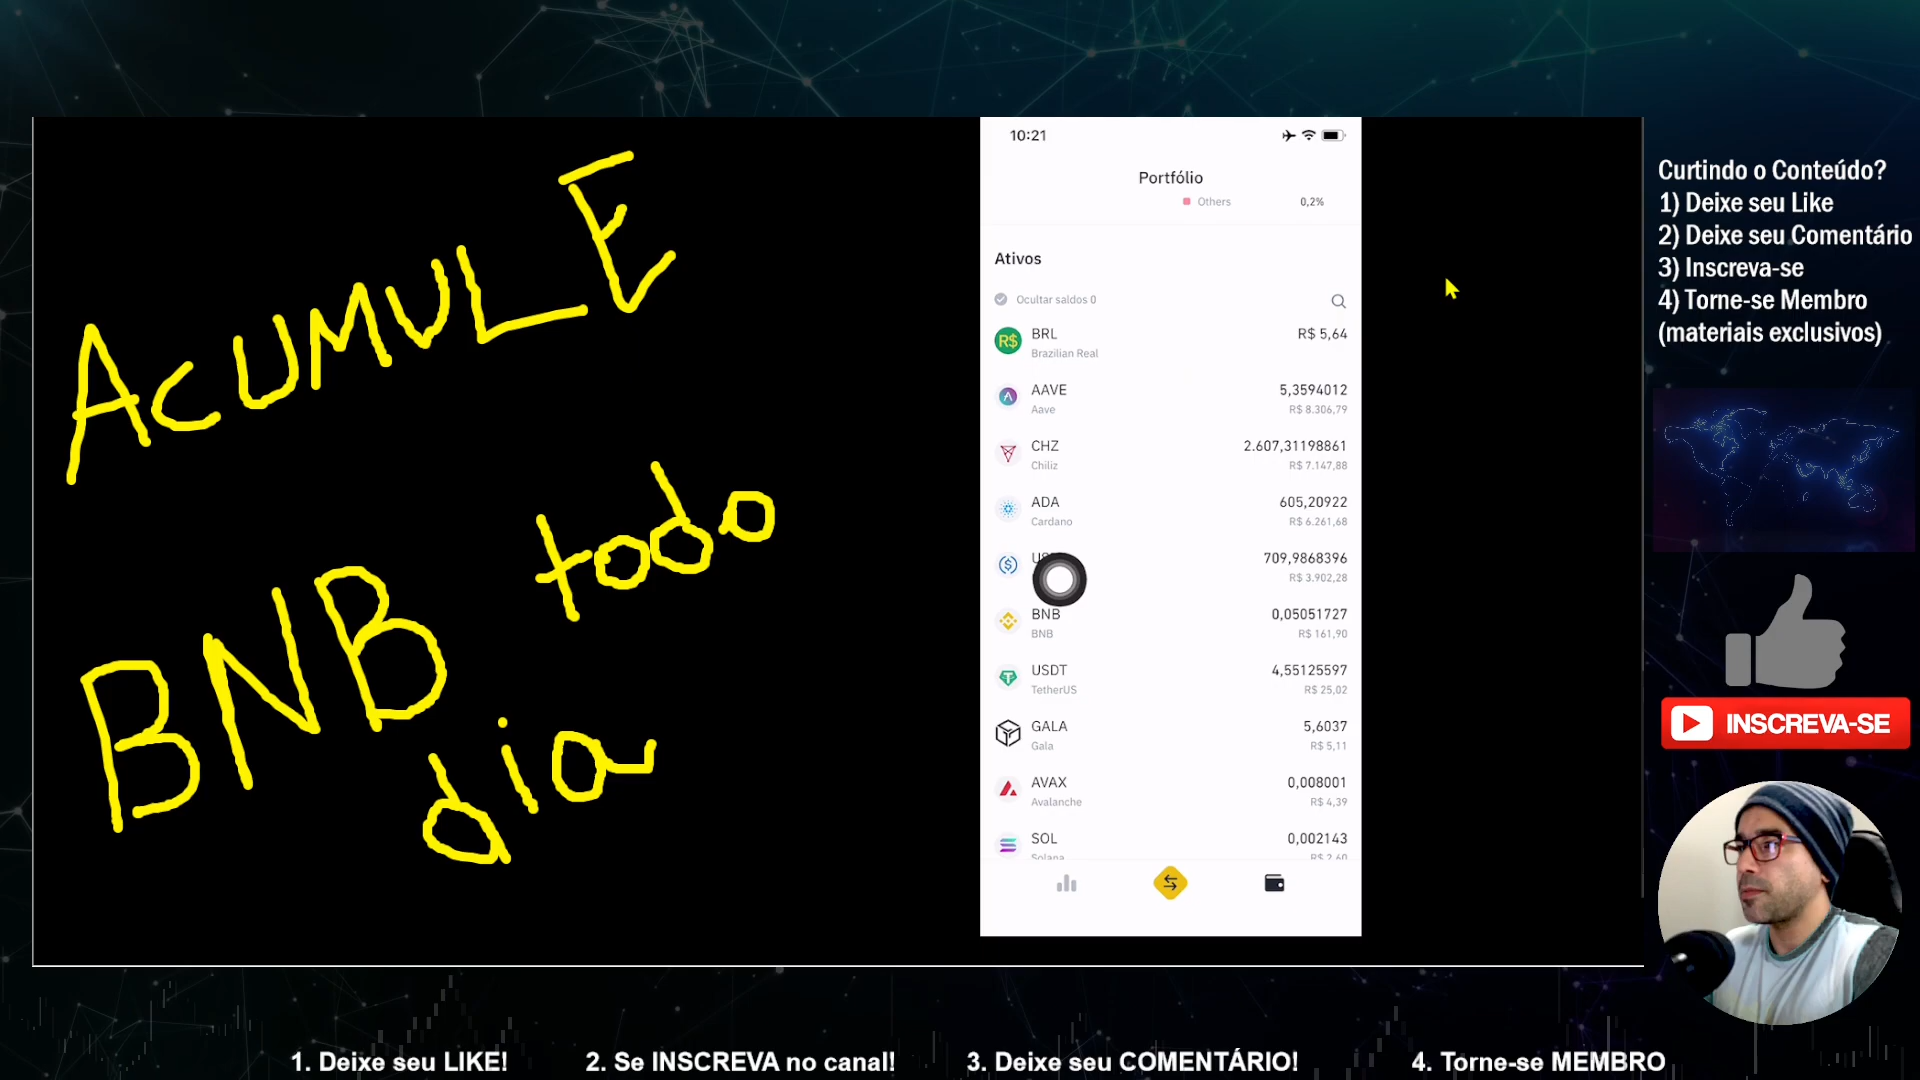 ACUMULE
BNB todo
dia
10:21
Portfólio
Others 0,2%
Ativos
Ocultar saldos 0
BRL R$ 5,64
Brazilian Real
AAVE 5,3594012
Aave R$ 8.306,79
CHZ 2.607,31198861
Chiliz R$ 7.147,88
ADA 605,20922
Cardano R$ 6.261,68
709,9868396
R$ 3.902,28
BNB 0,05051727
BNB R$ 161,90
USDT 4,55125597
TetherUS R$ 25,02
GALA 5,6037
Gala R$ 5,11
AVAX 0,008001
Avalanche R$ 4,39
SOL 0,002143
Solana R$ 2,60
Curtindo o Conteúdo?
1) Deixe seu Like
2) Deixe seu Comentário
3) Inscreva-se
4) Torne-se Membro
(materiais exclusivos)
INSCREVA-SE
1. Deixe seu LIKE! 2. Se INSCREVA no canal! 3. Deixe seu COMENTÁRIO! 4. Torne-se MEMBRO